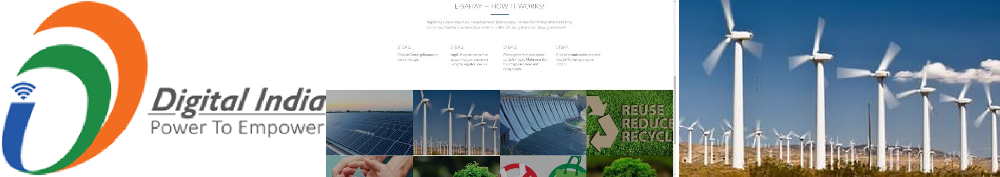 Digital India
Power To Empower
E-SAHAY — HOW IT WORKS!
Reporting Grievances in your area has never been so easy! No need for formal letters and long
wait times. Now be an active citizen with minmal effort, using these four steps given below!
STEP 1:
Click on Create grievance on
the home page.
STEP 2:
Login. If you do not have an
account you can create one
using the register now link
STEP 3:
Fill the given form and upload
suitable Images. Make sure that
the images are clear and
recognisable
STEP 4:
Click on submit and be proud of
yourself for being an active
citizen!
REUSE
REDUCE
RECYCL